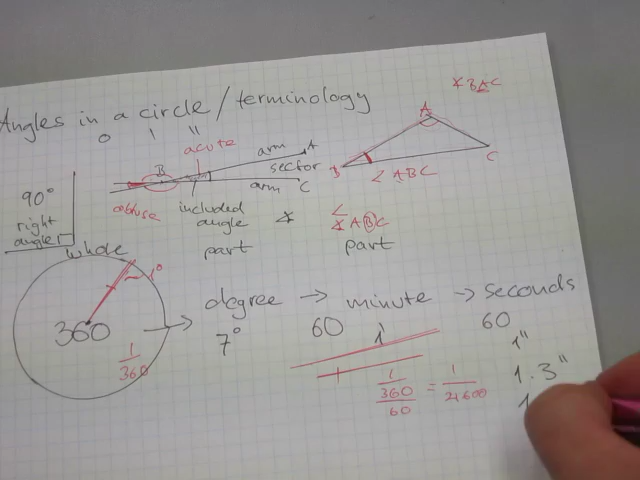 Angles in a circle / terminology
0 ' "
∡ BAC
acute
arm A
B
sector
arm C
obtuse
included
angle
∡
90°
right
angle
A
B
C
∠ ABC
∠
∡ ABC
part
part
whole
1°
360
1/360
degree → minute → seconds
7°
60
1'
60
1"
1/360/60 = 1/21600
1.3"
1